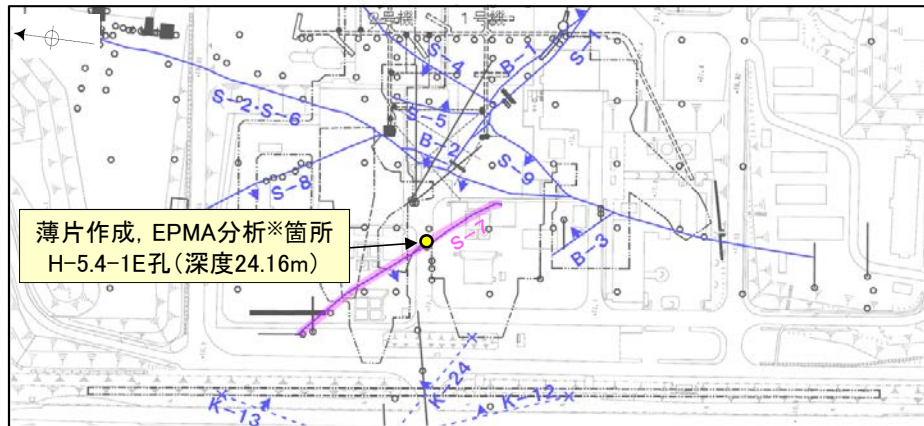 2号機
1号機
S-4
B-1
S-1
S-2・S-6
S-5
B-2
S-9
S-8
薄片作成, EPMA分析※箇所
H-5.4-1E孔(深度24.16m)
S-7
B-3
K-24
K-13
K-12